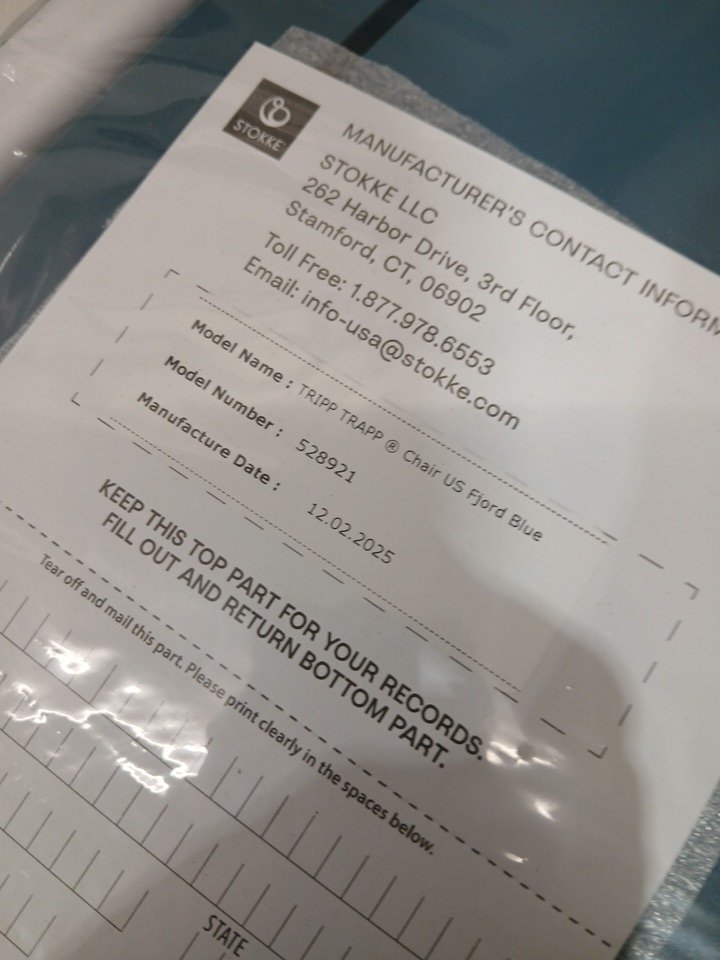 STOKKE
MANUFACTURER'S CONTACT
STOKKE LLC
262 Harbor Drive, 3rd Floor,
Stamford, CT, 06902
Toll Free: 1.877.978.6553
Email: info-usa@stokke.com
Model Name : TRIPP TRAPP ® Chair US Fjord Blue
Model Number : 528921
Manufacture Date : 12.02.2025
KEEP THIS TOP PART FOR YOUR RECORDS.
FILL OUT AND RETURN BOTTOM PART.
Tear off and mail this part. Please print clearly in the spaces below.
STATE